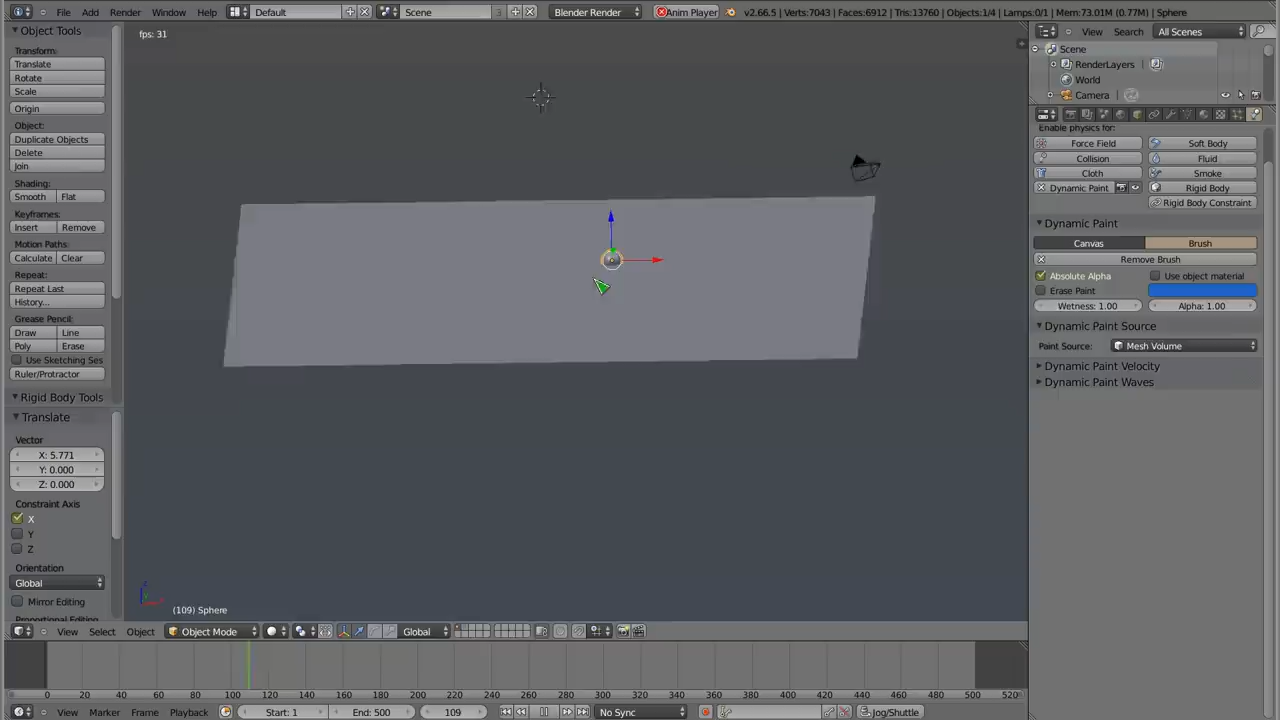 File Add Render Window Help Default Scene 3 Blender Render Anim Player v2.66.5 | Verts:7043 | Faces:6912 | Tris:13760 | Objects:1/4 | Lamps:0/1 | Mem:73.01M (0.77M) | Sphere
Object Tools
Transform:
Translate
Rotate
Scale
Origin
Object:
Duplicate Objects
Delete
Join
Shading:
Smooth Flat
Keyframes:
Insert Remove
Motion Paths:
Calculate Clear
Repeat:
Repeat Last
History...
Grease Pencil:
Draw Line
Poly Erase
Use Sketching Ses
Ruler/Protractor
Rigid Body Tools
Translate
Vector
X: 5.771
Y: 0.000
Z: 0.000
Constraint Axis
X
Y
Z
Orientation
Global
Mirror Editing
Proportional Editing
fps: 31
(109) Sphere
View Select Object Object Mode Global
View Search All Scenes
Scene
RenderLayers
World
Camera
Enable physics for:
Force Field Soft Body
Collision Fluid
Cloth Smoke
Dynamic Paint Rigid Body
Rigid Body Constraint
Dynamic Paint
Canvas Brush
Remove Brush
Absolute Alpha Use object material
Erase Paint
Wetness: 1.00 Alpha: 1.00
Dynamic Paint Source
Paint Source: Mesh Volume
Dynamic Paint Velocity
Dynamic Paint Waves
0 20 40 60 80 100 120 140 160 180 200 220 240 260 280 300 320 340 360 380 400 420 440 460 480 500 520
View Marker Frame Playback Start: 1 End: 500 109 No Sync Jog/Shuttle